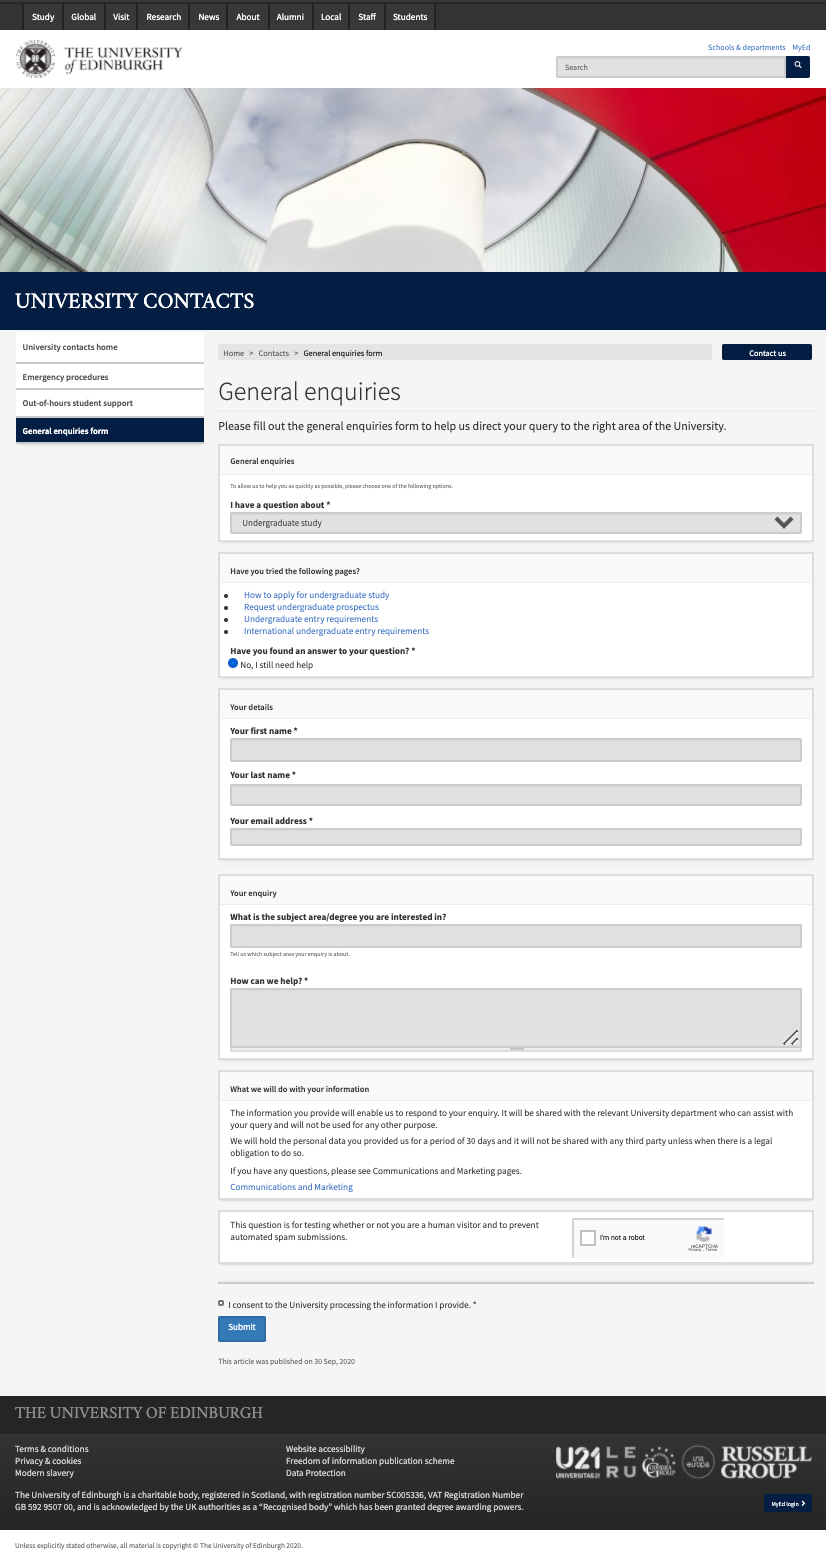 Study Global Visit Research News About Alumni Local Staff Students
THE UNIVERSITY
of EDINBURGH
Schools & departments MyEd
Search
UNIVERSITY CONTACTS
University contacts home
Emergency procedures
Out-of-hours student support
General enquiries form
Home > Contacts > General enquiries form
Contact us
General enquiries
Please fill out the general enquiries form to help us direct your query to the right area of the University.
General enquiries
To allow us to help you as quickly as possible, please choose one of the following options.
I have a question about *
Undergraduate study
Have you tried the following pages?
How to apply for undergraduate study
Request undergraduate prospectus
Undergraduate entry requirements
International undergraduate entry requirements
Have you found an answer to your question? *
No, I still need help
Your details
Your first name *
Your last name *
Your email address *
Your enquiry
What is the subject area/degree you are interested in?
Tell us which subject area your enquiry is about.
How can we help? *
What we will do with your information
The information you provide will enable us to respond to your enquiry. It will be shared with the relevant University department who can assist with
your query and will not be used for any other purpose.
We will hold the personal data you provided us for a period of 30 days and it will not be shared with any third party unless when there is a legal
obligation to do so.
If you have any questions, please see Communications and Marketing pages.
Communications and Marketing
This question is for testing whether or not you are a human visitor and to prevent
automated spam submissions.
I'm not a robot
reCAPTCHA
Privacy - Terms
I consent to the University processing the information I provide. *
Submit
This article was published on 30 Sep, 2020
THE UNIVERSITY OF EDINBURGH
Terms & conditions
Privacy & cookies
Modern slavery
Website accessibility
Freedom of information publication scheme
Data Protection
U21
UNIVERSITAS 21
LE
RU
COIMBRA
GROUP
una
europa
RUSSELL
GROUP
The University of Edinburgh is a charitable body, registered in Scotland, with registration number SC005336, VAT Registration Number
GB 592 9507 00, and is acknowledged by the UK authorities as a “Recognised body” which has been granted degree awarding powers.
MyEd login
Unless explicitly stated otherwise, all material is copyright © The University of Edinburgh 2020.